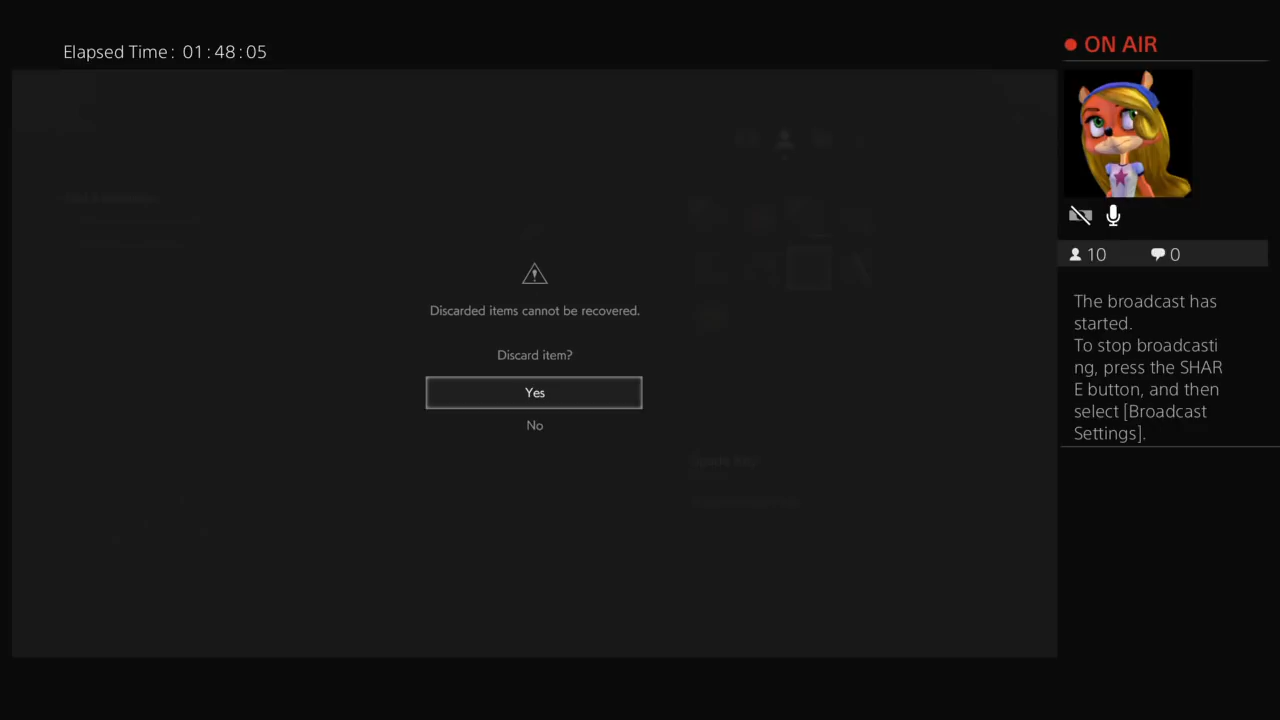 Elapsed Time: 01:48:05
ON AIR
10
0
The broadcast has
started.
To stop broadcasti
ng, press the SHAR
E button, and then
select [Broadcast
Settings].
Discarded items cannot be recovered.
Discard item?
Yes
No